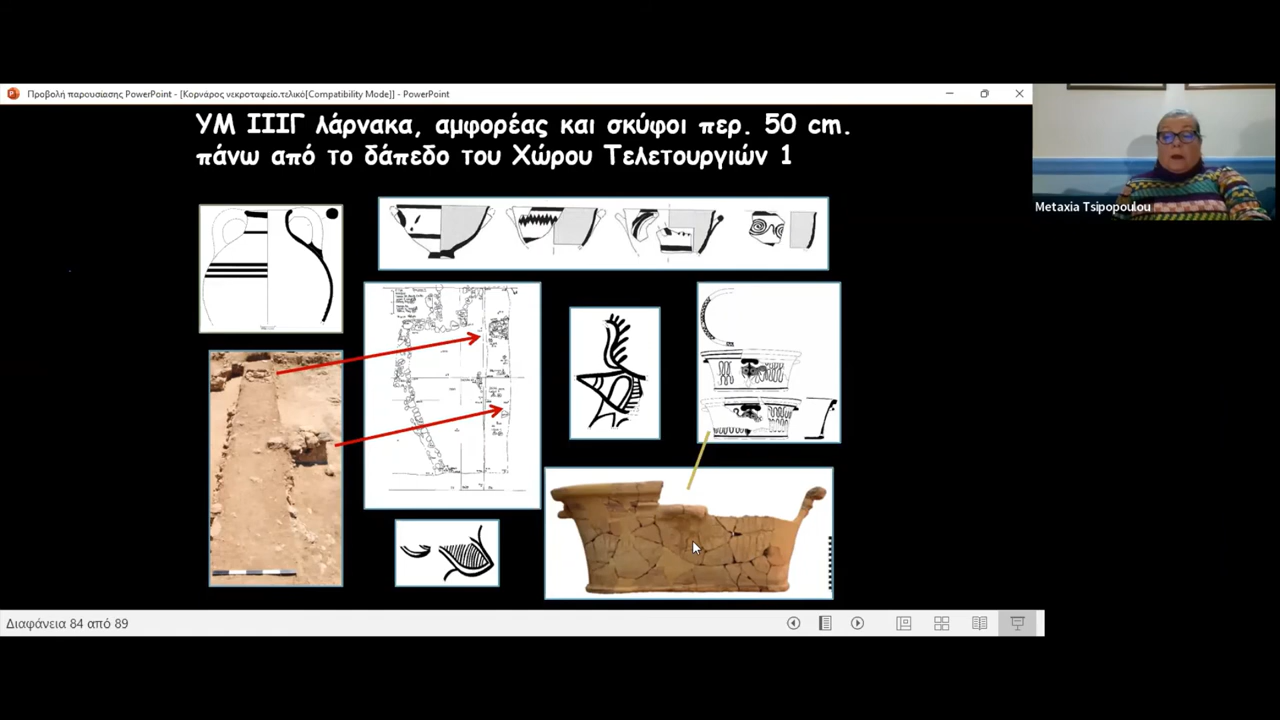 Προβολή παρουσίασης PowerPoint - [Κορνάρος νεκροταφείο.τελικό[Compatibility Mode]] - PowerPoint
ΥΜ ΙΙΙΓ λάρνακα, αμφορέας και σκύφοι περ. 50 cm.
πάνω από το δάπεδο του Χώρου Τελετουργιών 1
Metaxia Tsipopoulou
Διαφάνεια 84 από 89